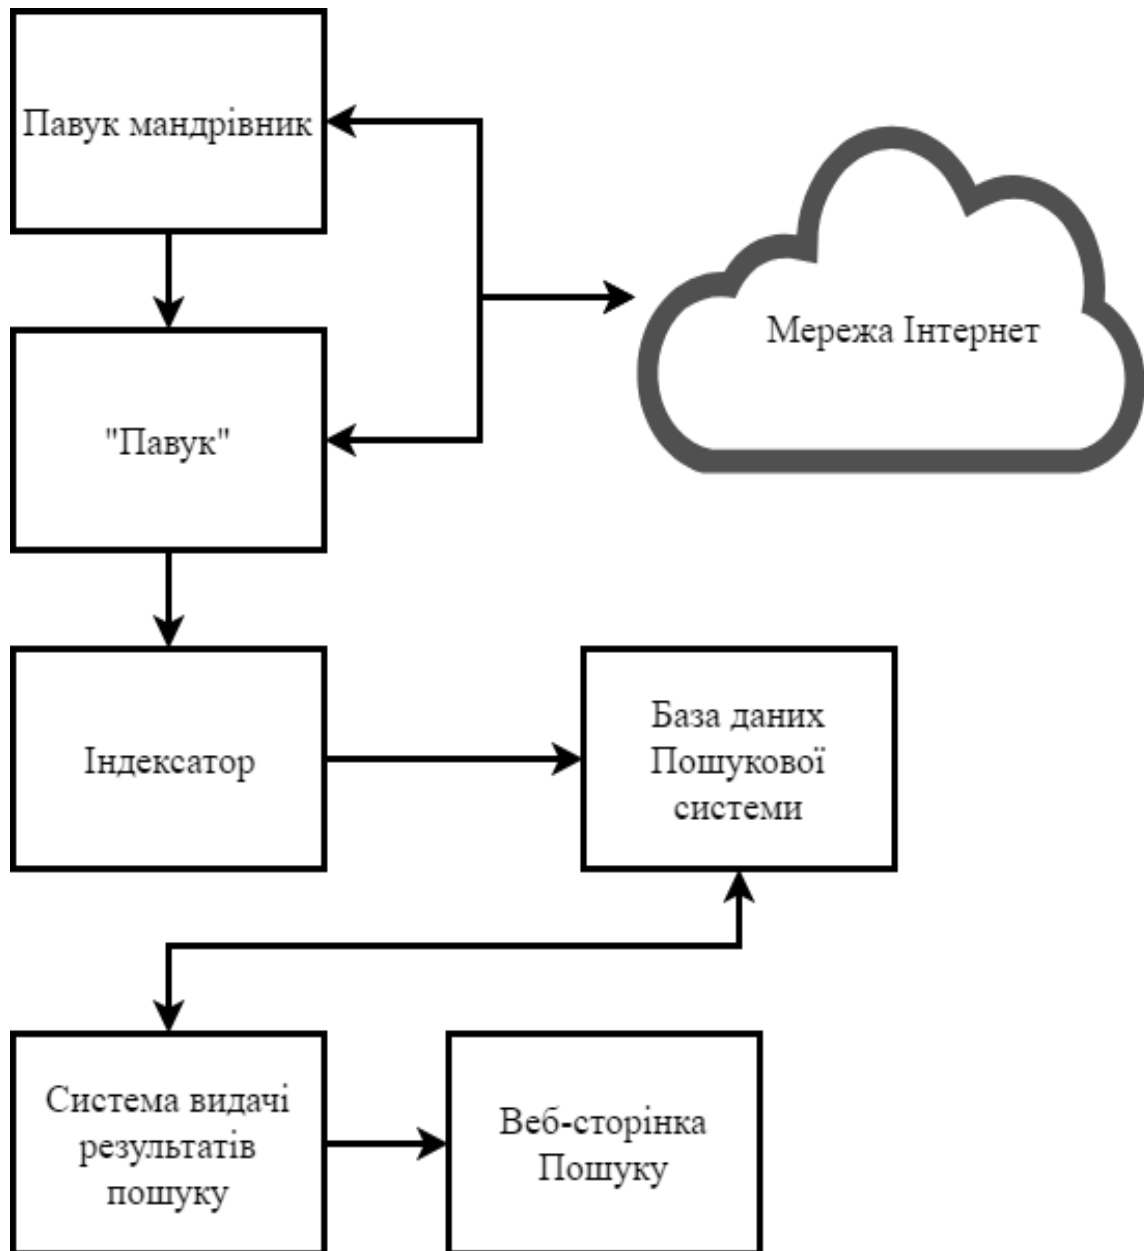 Павук мандрівник
Мережа Інтернет
"Павук"
Індексатор
База даних
Пошукової
системи
Система видачі
результатів
пошуку
Веб-сторінка
Пошуку